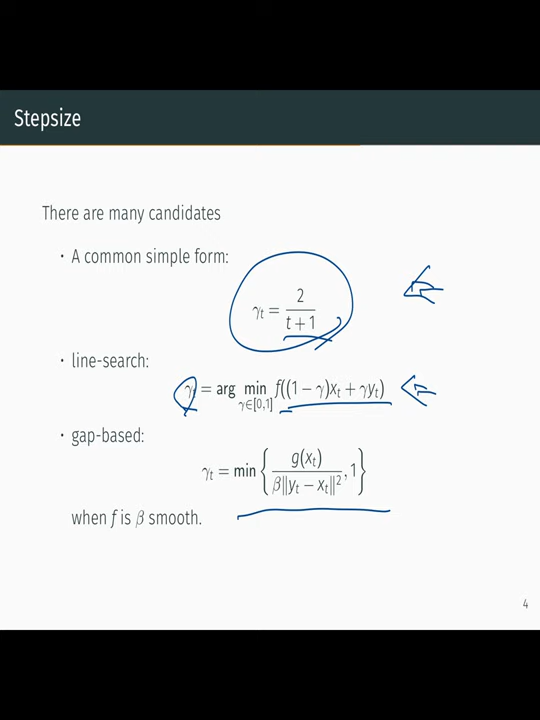 Stepsize
There are many candidates
· A common simple form:
γₜ = 2 / (t + 1)
· line-search:
γₜ = arg min_{γ∈[0,1]} f((1 − γ)xₜ + γyₜ)
· gap-based:
γₜ = min { g(xₜ) / (β‖yₜ − xₜ‖²), 1 }
when f is β smooth.
4